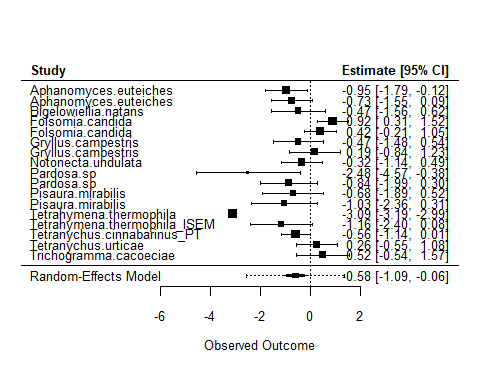 Study Estimate [95% CI]
Aphanomyces.euteiches -0.95 [-1.79, -0.12]
Aphanomyces.euteiches -0.73 [-1.55, 0.09]
Bigelowiella.natans -0.47 [-1.56, 0.62]
Folsomia.candida 0.92 [ 0.31, 1.52]
Folsomia.candida 0.42 [-0.21, 1.05]
Gryllus.campestris -0.47 [-1.48, 0.54]
Gryllus.campestris 0.19 [-0.84, 1.23]
Notonecta.undulata -0.32 [-1.14, 0.49]
Pardosa.sp -2.48 [-4.57, -0.38]
Pardosa.sp -0.84 [-1.99, 0.30]
Pisaura.mirabilis -0.68 [-1.89, 0.52]
Pisaura.mirabilis -1.03 [-2.36, 0.31]
Tetrahymena.thermophila -3.09 [-3.19, -2.99]
Tetrahymena.thermophila_ISEM -1.16 [-2.40, 0.08]
Tetranychus.cinnabarinus_PT -0.56 [-1.14, 0.01]
Tetranychus.urticae 0.26 [-0.55, 1.08]
Trichogramma.cacoeciae 0.52 [-0.54, 1.57]
Random-Effects Model -0.58 [-1.09, -0.06]
-6 -4 -2 0 2
Observed Outcome